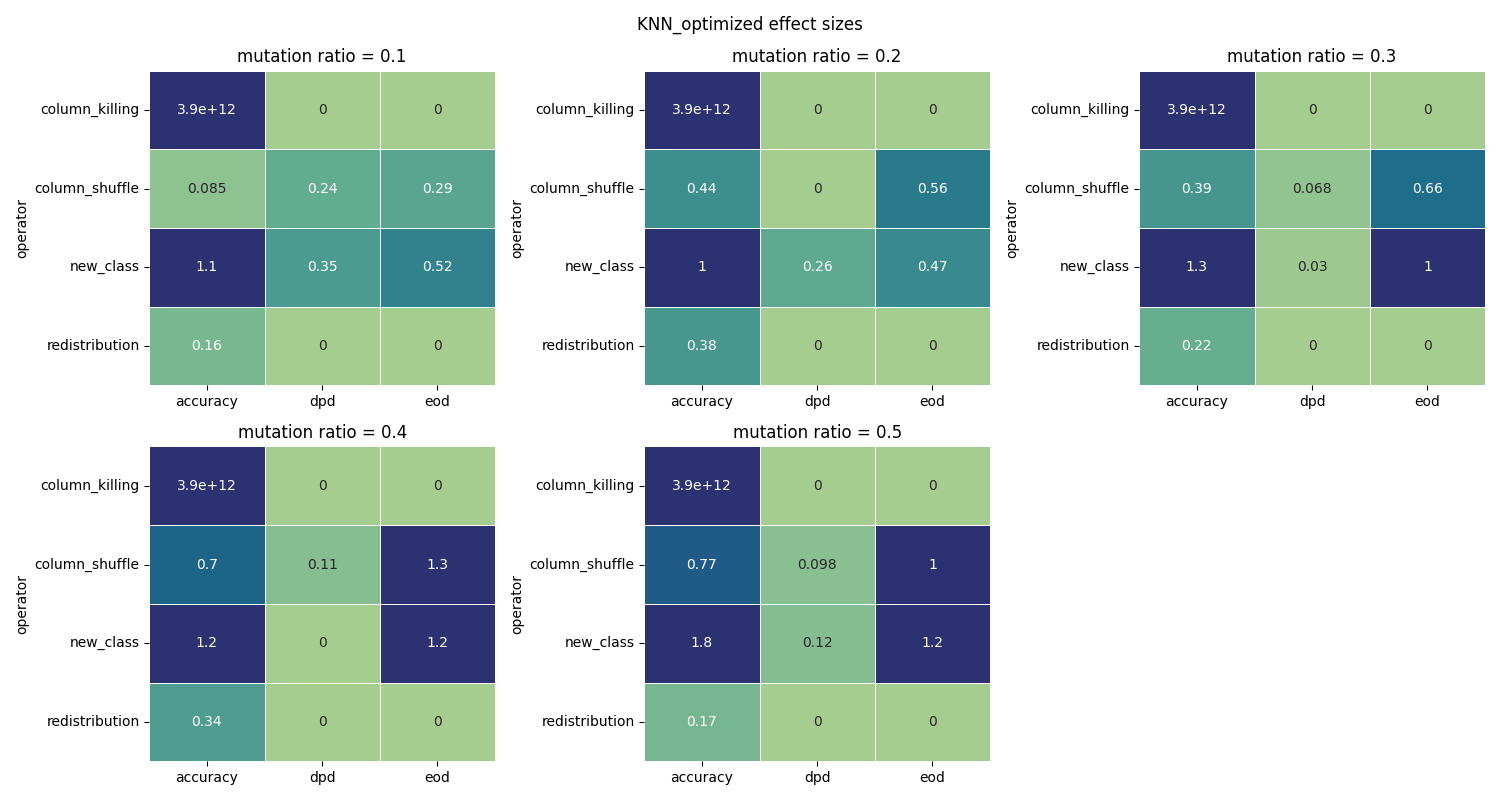 KNN_optimized effect sizes
mutation ratio = 0.1
column_killing 3.9e+12 0 0
column_shuffle 0.085 0.24 0.29
new_class 1.1 0.35 0.52
redistribution 0.16 0 0
accuracy dpd eod
operator
mutation ratio = 0.2
column_killing 3.9e+12 0 0
column_shuffle 0.44 0 0.56
new_class 1 0.26 0.47
redistribution 0.38 0 0
accuracy dpd eod
operator
mutation ratio = 0.3
column_killing 3.9e+12 0 0
column_shuffle 0.39 0.068 0.66
new_class 1.3 0.03 1
redistribution 0.22 0 0
accuracy dpd eod
operator
mutation ratio = 0.4
column_killing 3.9e+12 0 0
column_shuffle 0.7 0.11 1.3
new_class 1.2 0 1.2
redistribution 0.34 0 0
accuracy dpd eod
operator
mutation ratio = 0.5
column_killing 3.9e+12 0 0
column_shuffle 0.77 0.098 1
new_class 1.8 0.12 1.2
redistribution 0.17 0 0
accuracy dpd eod
operator